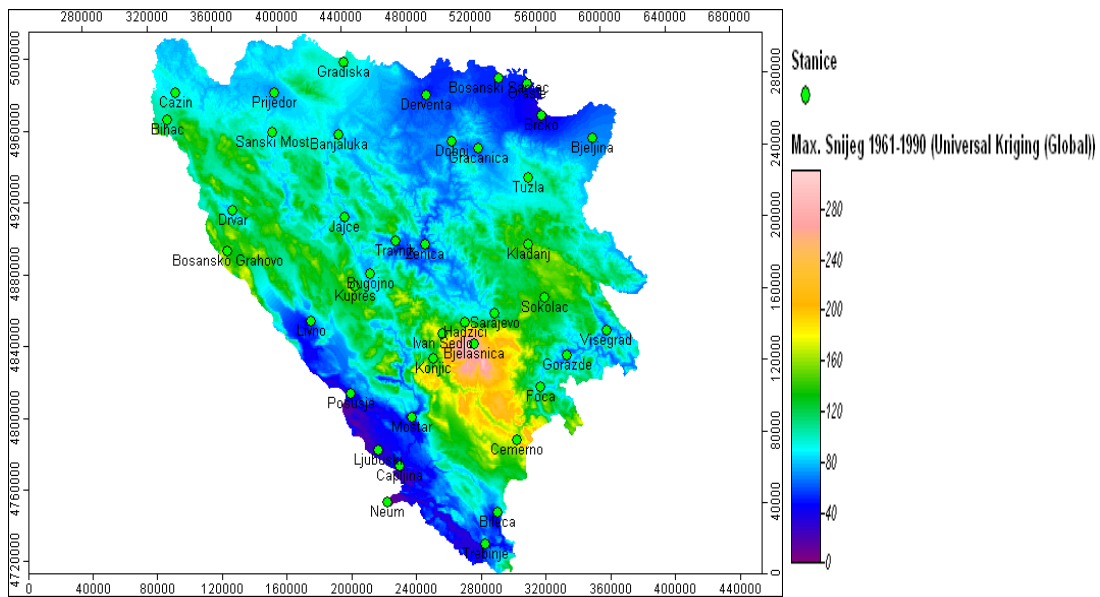 280000 320000 360000 400000 440000 480000 520000 560000 600000 640000 680000
5000000
4960000
4920000
4880000
4840000
4800000
4760000
4720000
280000
240000
200000
160000
120000
80000
40000
0
Gradiska
Bosanski Samac
Cazin
Prijedor
Derventa
Brcko
Bihac
Sanski Most
Banjaluka
Doboj
Gracanica
Bjeljina
Tuzla
Drvar
Jajce
Travnik
Zenica
Kladanj
Bosansko Grahovo
Bugojno
Kupres
Sokolac
Livno
Sarajevo
Hadzici
Visegrad
Ivan Sedlo
Bjelasnica
Gorazde
Konjic
Foca
Posusje
Mostar
Cemerno
Ljubuski
Capljina
Neum
Bileca
Trebinje
0 40000 80000 120000 160000 200000 240000 280000 320000 360000 400000 440000
Stanice
Max. Snijeg 1961-1990 (Universal Kriging (Global))
280
240
200
160
120
80
40
0